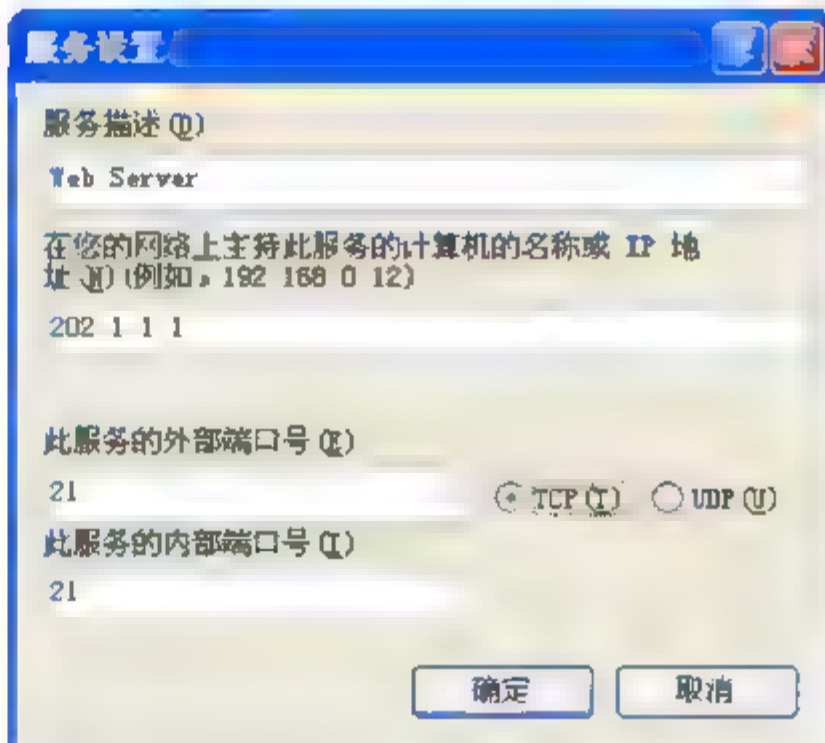 服务设置
服务描述(D)
Web Server
在您的网络上主持此服务的计算机的名称或 IP 地
址(N)(例如，192 168 0 12)
202 1 1 1
此服务的外部端口号(E)
21
TCP(T) UDP(U)
此服务的内部端口号(I)
21
确定 取消